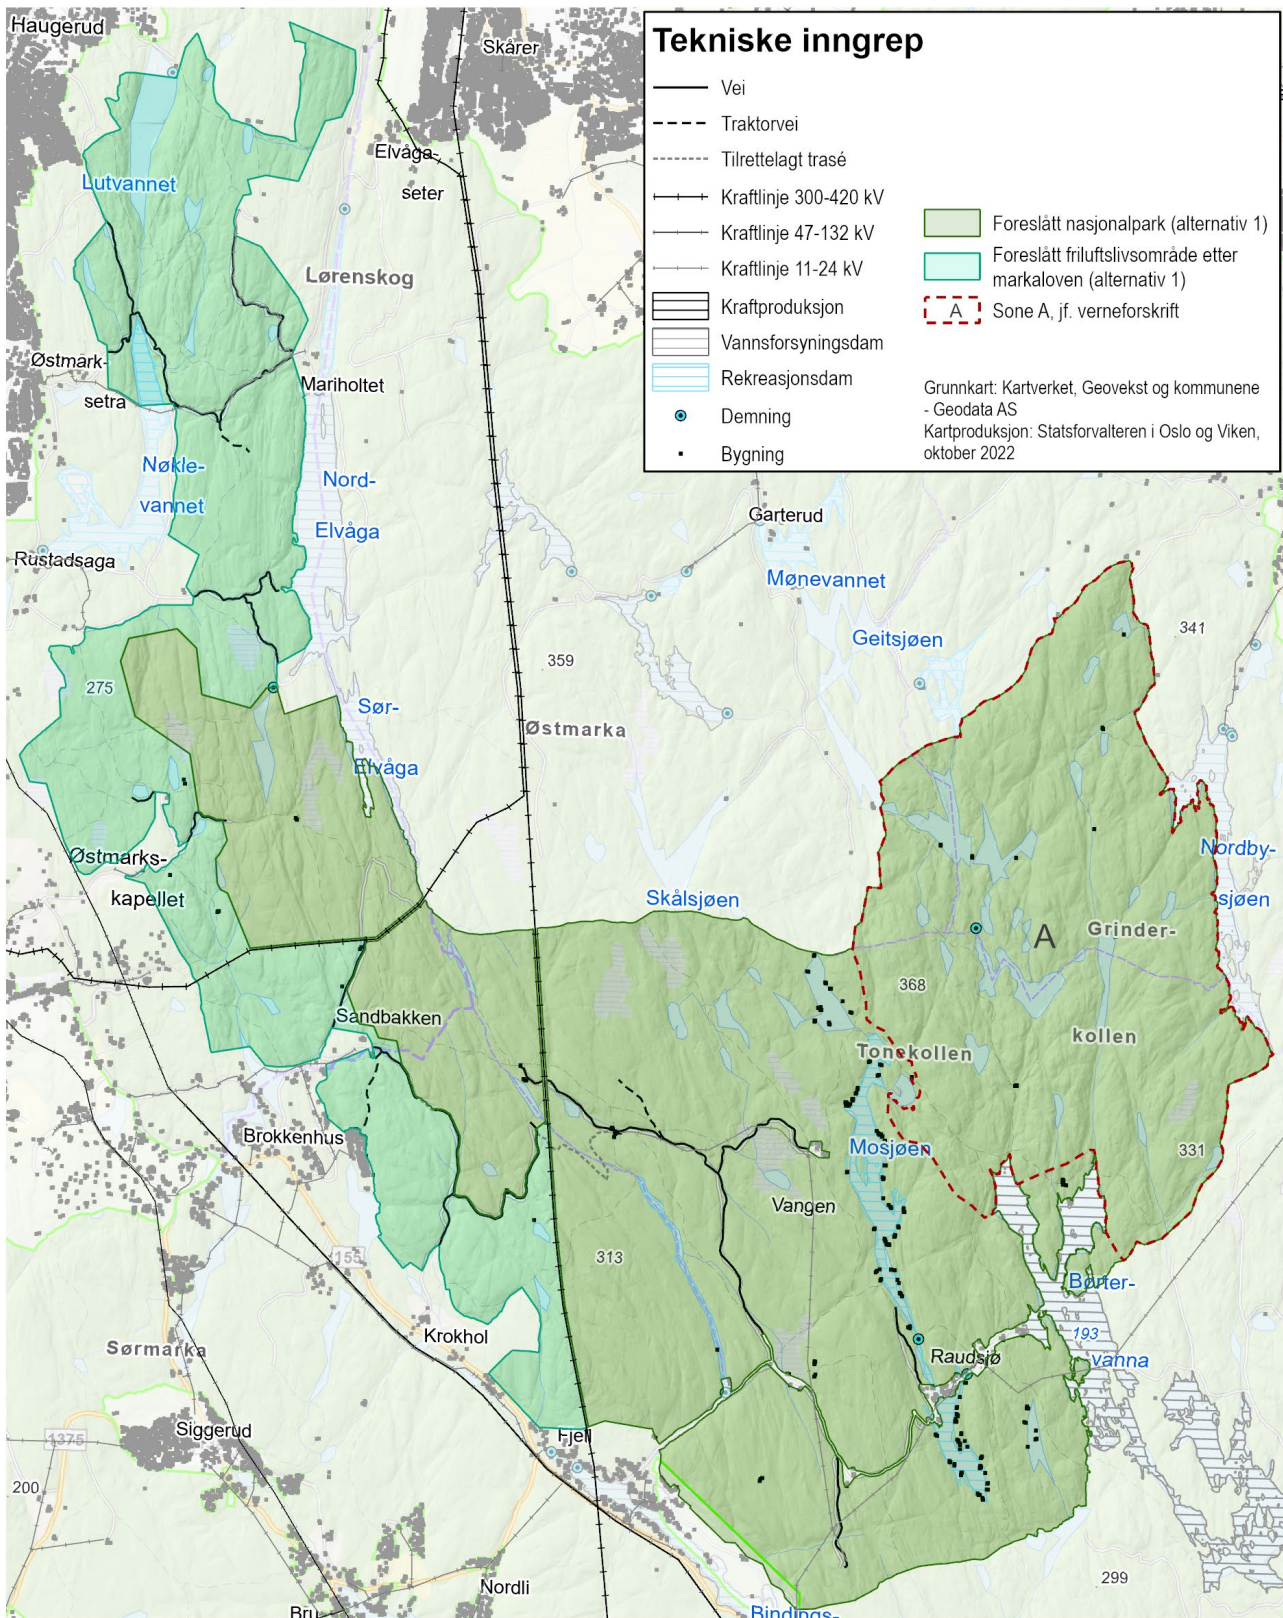 Tekniske inngrep
Vei
Traktorvei
Tilrettelagt trasé
Kraftlinje 300-420 kV
Kraftlinje 47-132 kV
Kraftlinje 11-24 kV
Kraftproduksjon
Vannsforsyningsdam
Rekreasjonsdam
Demning
Bygning
Foreslått nasjonalpark (alternativ 1)
Foreslått friluftslivsområde etter
markaloven (alternativ 1)
A
Sone A, jf. verneforskrift
Grunnkart: Kartverket, Geovekst og kommunene
- Geodata AS
Kartproduksjon: Statsforvalteren i Oslo og Viken,
oktober 2022
Haugerud
Skårer
Elvåga-
seter
Lutvannet
Lørenskog
Østmark-
setra
Mariholtet
Nøkle-
vannet
Nord-
Elvåga
Rustadsaga
Garterud
Mønevannet
Geitsjøen
341
359
275
Sør-
Elvåga
Østmarka
Østmarks-
kapellet
Skålsjøen
Nordby-
sjøen
A
Grinder-
kollen
368
Sandbakken
Tonekollen
Brokkenhus
Mosjøen
331
Vangen
313
155
Børter-
vanna
193
Krokhol
Raudsjø
Sørmarka
Siggerud
1375
Fjell
200
Nordli
299
Bru
Bindings-